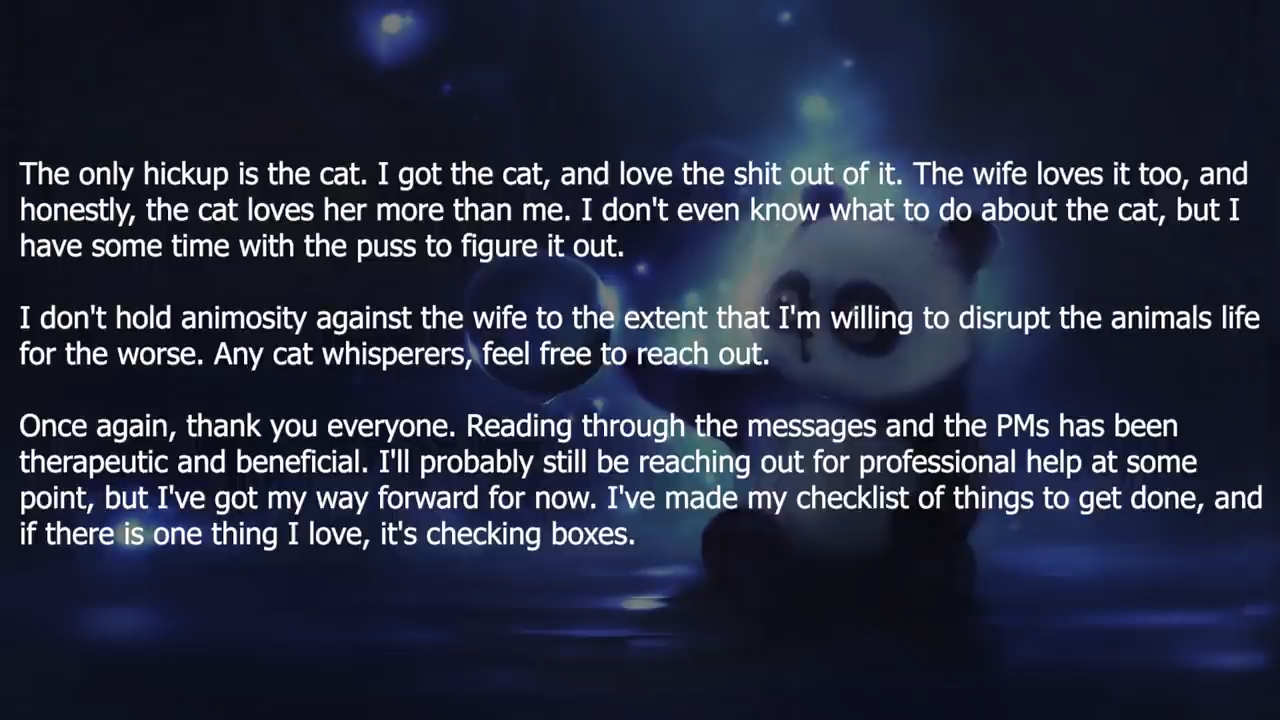 The only hickup is the cat. I got the cat, and love the shit out of it. The wife loves it too, and
honestly, the cat loves her more than me. I don't even know what to do about the cat, but I
have some time with the puss to figure it out.
I don't hold animosity against the wife to the extent that I'm willing to disrupt the animals life
for the worse. Any cat whisperers, feel free to reach out.
Once again, thank you everyone. Reading through the messages and the PMs has been
therapeutic and beneficial. I'll probably still be reaching out for professional help at some
point, but I've got my way forward for now. I've made my checklist of things to get done, and
if there is one thing I love, it's checking boxes.